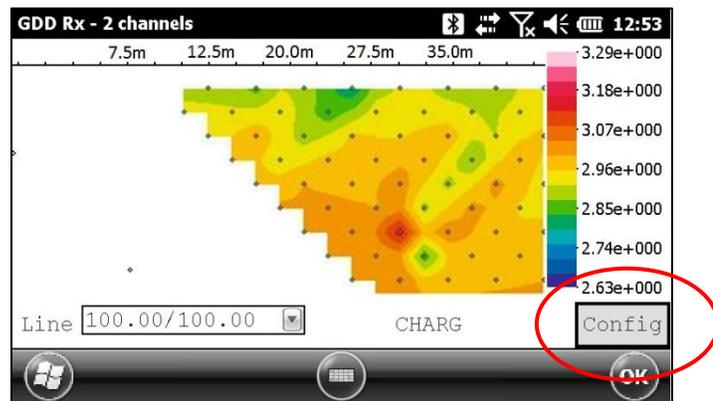 GDD Rx - 2 channels 12:53
7.5m 12.5m 20.0m 27.5m 35.0m
3.29e+000
3.18e+000
3.07e+000
2.96e+000
2.85e+000
2.74e+000
2.63e+000
Line 100.00/100.00 CHARG Config
OK